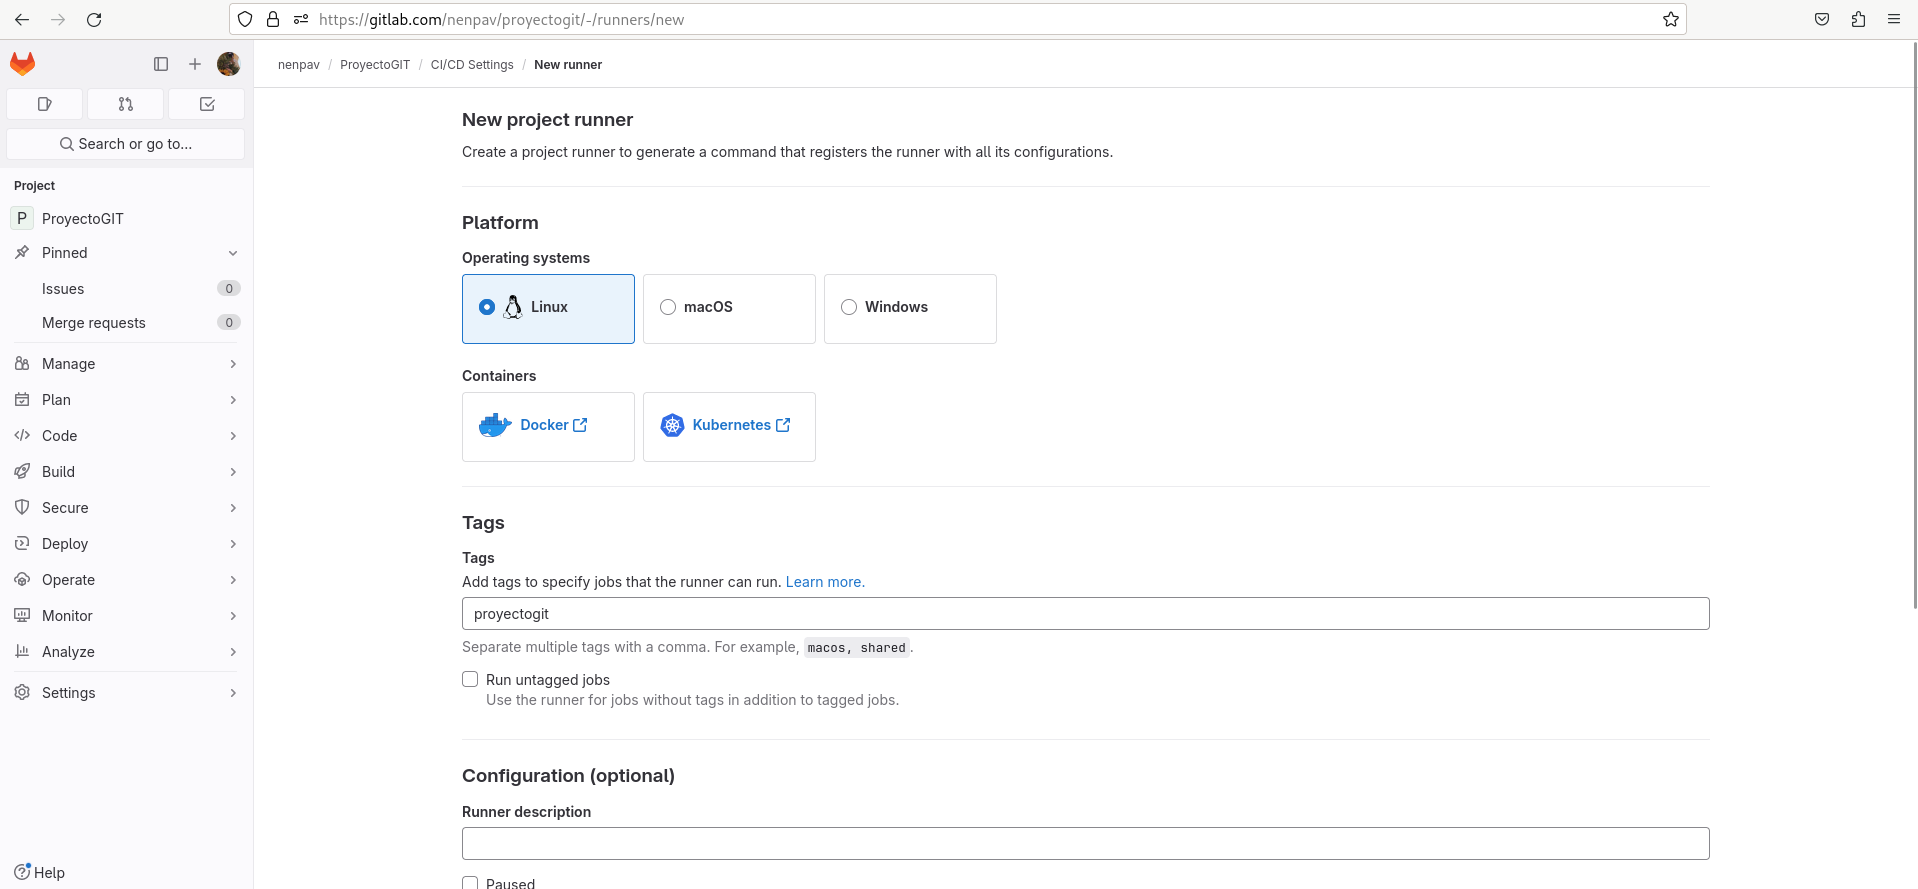 https://gitlab.com/nenpav/proyectogit/-/runners/new
nenpav / ProyectoGIT / CI/CD Settings / New runner
Search or go to...
Project
P ProyectoGIT
Pinned
Issues 0
Merge requests 0
Manage
Plan
Code
Build
Secure
Deploy
Operate
Monitor
Analyze
Settings
Help
New project runner
Create a project runner to generate a command that registers the runner with all its configurations.
Platform
Operating systems
Linux macOS Windows
Containers
Docker Kubernetes
Tags
Tags
Add tags to specify jobs that the runner can run. Learn more.
proyectogit
Separate multiple tags with a comma. For example, macos, shared.
Run untagged jobs
Use the runner for jobs without tags in addition to tagged jobs.
Configuration (optional)
Runner description
Paused